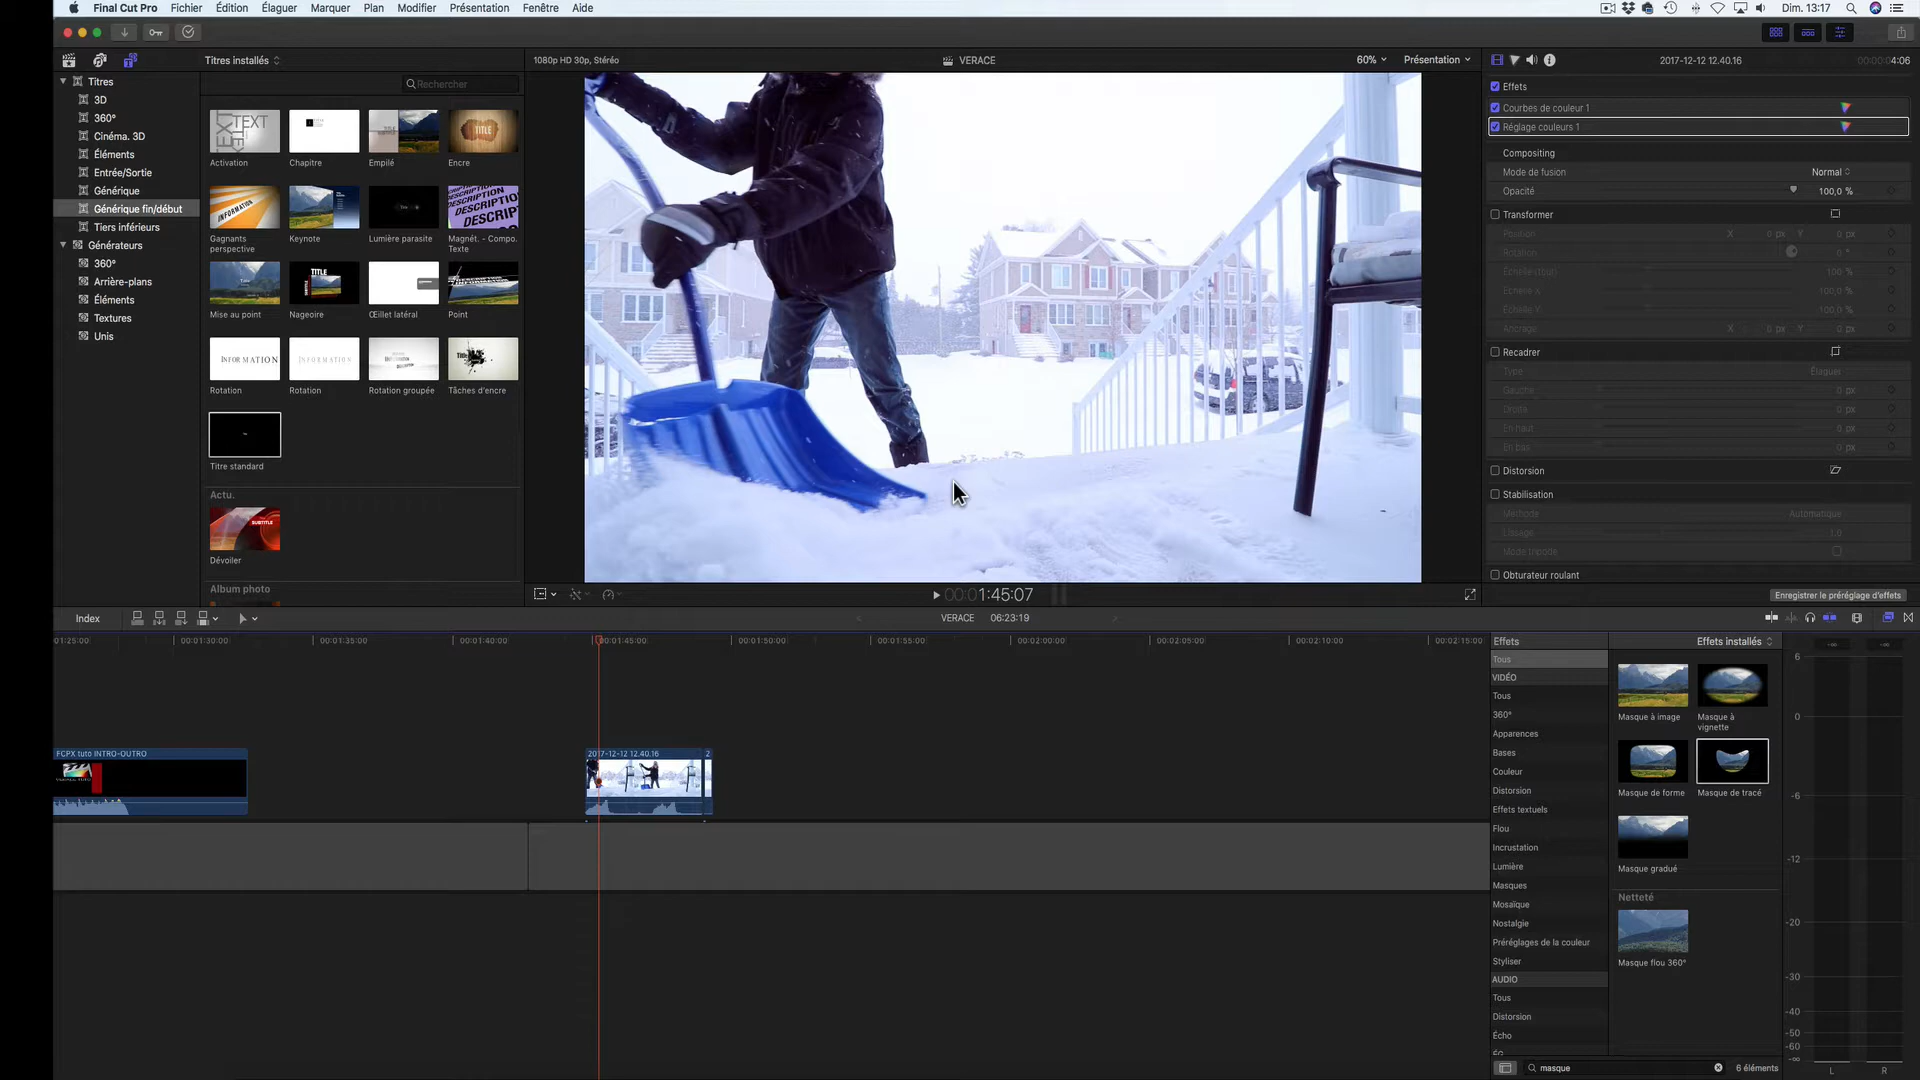 Final Cut Pro Fichier Édition Élaguer Marquer Plan Modifier Présentation Fenêtre Aide Dim. 13:17
Titres installés
1080p HD 30p, Stéréo VERACE 60% Présentation
2017-12-12 12.40.16 4:06
Titres
3D
360°
Cinéma. 3D
Éléments
Entrée/Sortie
Générique
Générique fin/début
Tiers inférieurs
Générateurs
360°
Arrière-plans
Éléments
Textures
Unis
Rechercher
Activation Chapitre Empilé Encre
Gagnants perspective Keynote Lumière parasite Magnét. - Compo. Texte
Mise au point Nageoire Œillet latéral Point
Rotation Rotation Rotation groupée Tâches d'encre
Titre standard
Actu.
Dévoiler
Album photo
Effets
Courbes de couleur 1
Réglage couleurs 1
Compositing
Mode de fusion Normal
Opacité 100,0 %
Transformer
Position X 0 px Y 0 px
Rotation 0 °
Échelle (tout) 100 %
Échelle X 100,0 %
Échelle Y 100,0 %
Ancrage X 0 px Y 0 px
Recadrer
Type Élaguer
Gauche 0 px
Droite 0 px
En haut 0 px
En bas 0 px
Distorsion
Stabilisation
Méthode Automatique
Lissage 1,0
Mode tripode
Obturateur roulant
Enregistrer le préréglage d'effets
00:00:1:45:07
Index VERACE 06:23:19
01:25:00 00:01:30:00 00:01:35:00 00:01:40:00 00:01:45:00 00:01:50:00 00:01:55:00 00:02:00:00 00:02:05:00 00:02:10:00 00:02:15:00
FCPX tuto INTRO-OUTRO
2017-12-12 12.40.16 2
Effets Effets installés
Tous
VIDÉO
Tous
360°
Apparences
Bases
Couleur
Distorsion
Effets textuels
Flou
Incrustation
Lumière
Masques
Mosaïque
Nostalgie
Préréglages de la couleur
Styliser
AUDIO
Tous
Distorsion
Écho
Masque à image Masque à vignette
Masque de forme Masque de tracé
Masque gradué
Netteté
Masque flou 360°
masque 6 éléments
6
0
-6
-12
-20
-30
-40
-50
-60
-∞
L R